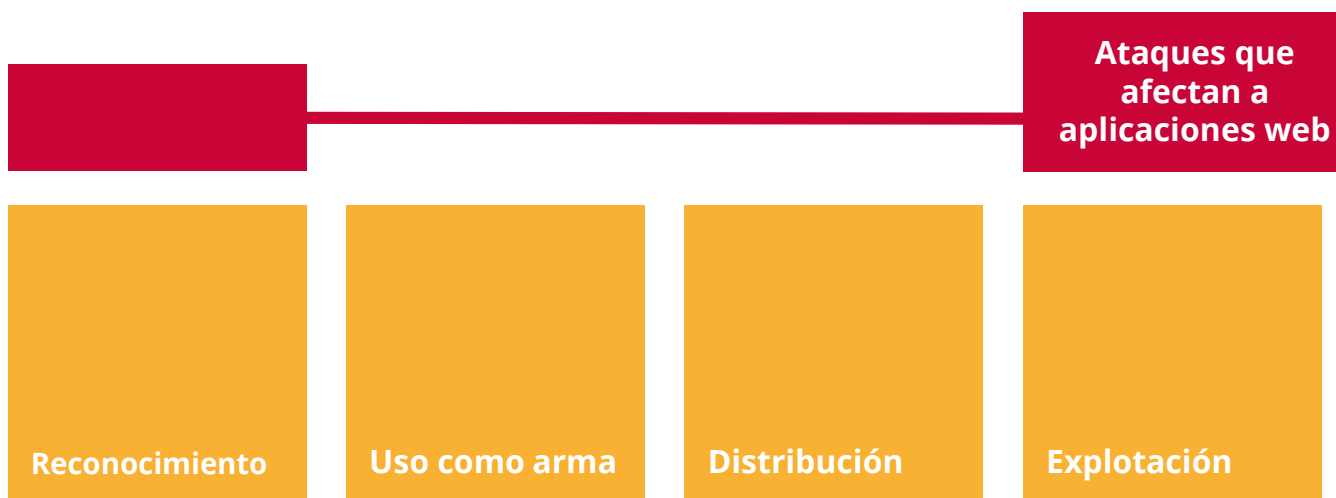 Ataques que
afectan a
aplicaciones web
Reconocimiento
Uso como arma
Distribución
Explotación